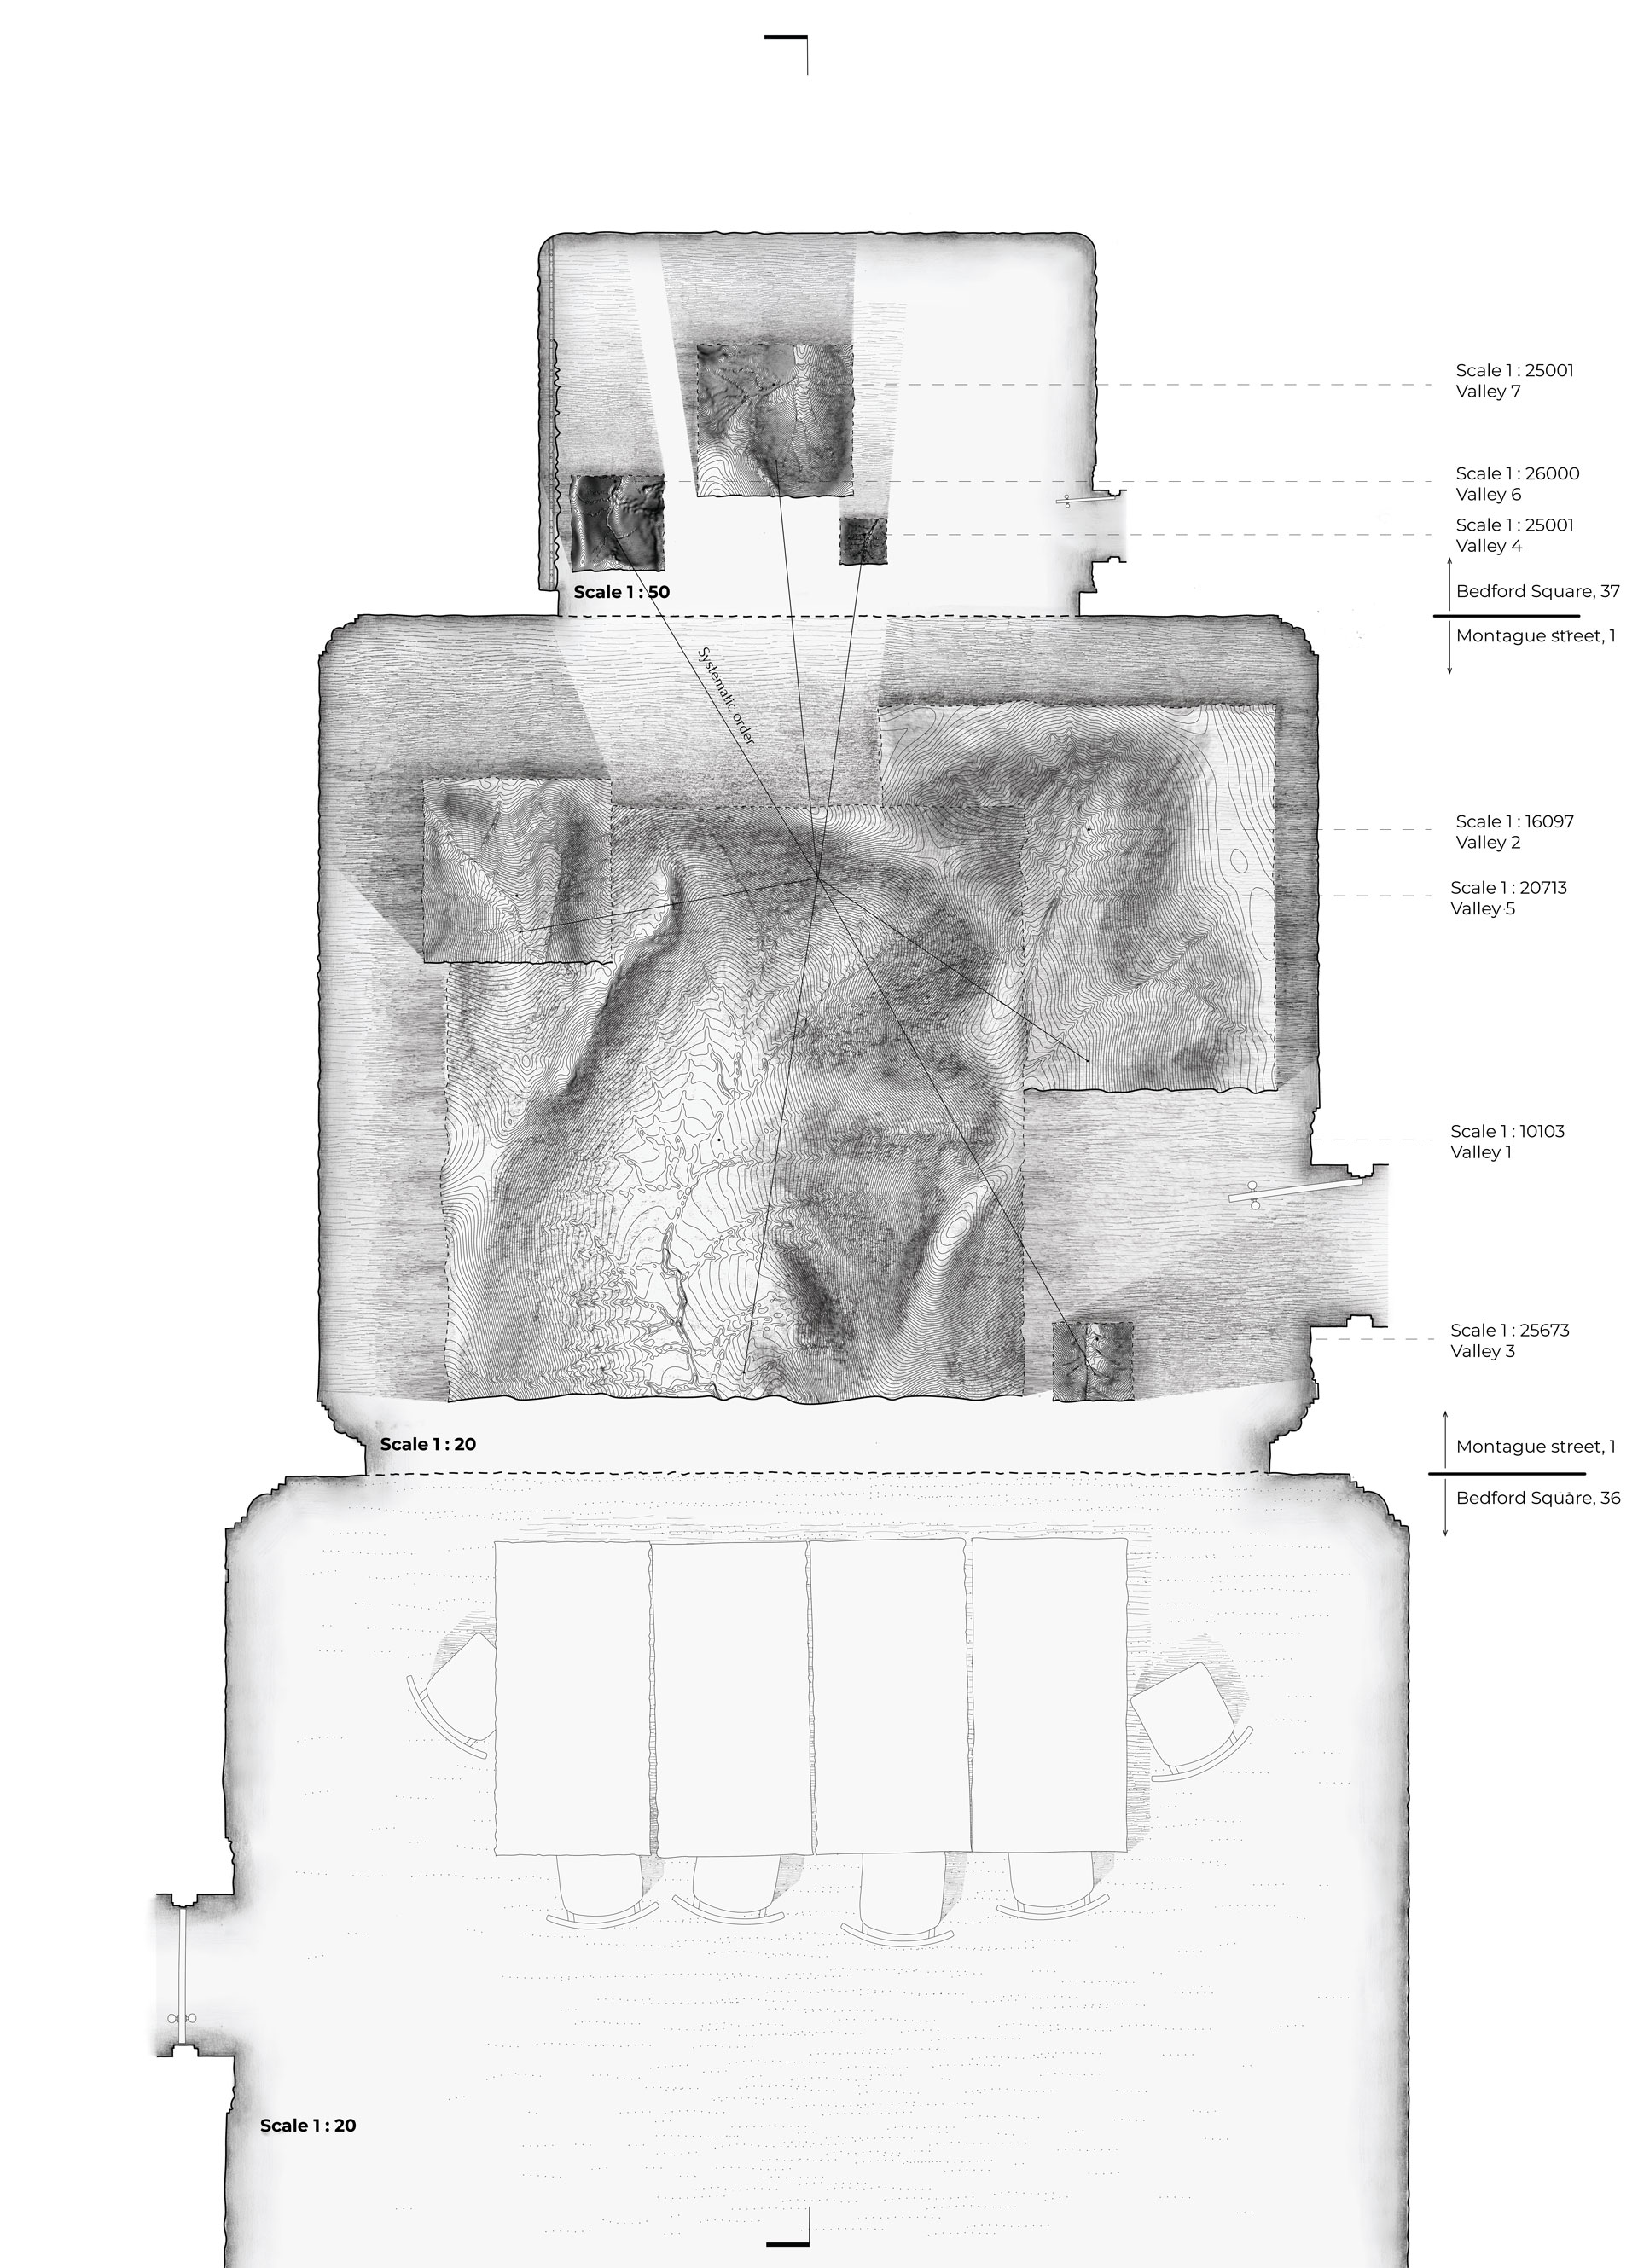 Scale 1 : 25001
Valley 7
Scale 1 : 26000
Valley 6
Scale 1 : 25001
Valley 4
Scale 1 : 50
Bedford Square, 37
Montague street, 1
Systematic order
Scale 1 : 16097
Valley 2
Scale 1 : 20713
Valley 5
Scale 1 : 10103
Valley 1
Scale 1 : 25673
Valley 3
Scale 1 : 20
Montague street, 1
Bedford Square, 36
Scale 1 : 20